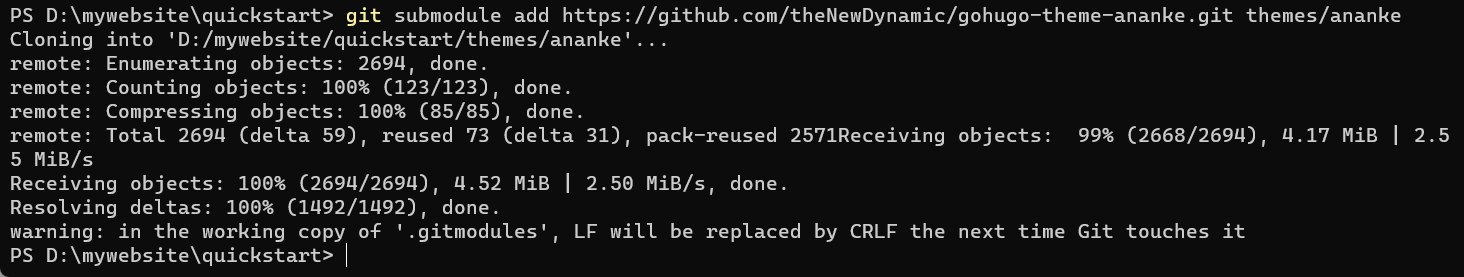 PS D:\mywebsite\quickstart> git submodule add https://github.com/theNewDynamic/gohugo-theme-ananke.git themes/ananke
Cloning into 'D:/mywebsite/quickstart/themes/ananke'...
remote: Enumerating objects: 2694, done.
remote: Counting objects: 100% (123/123), done.
remote: Compressing objects: 100% (85/85), done.
remote: Total 2694 (delta 59), reused 73 (delta 31), pack-reused 2571Receiving objects:  99% (2668/2694), 4.17 MiB | 2.5
5 MiB/s
Receiving objects: 100% (2694/2694), 4.52 MiB | 2.50 MiB/s, done.
Resolving deltas: 100% (1492/1492), done.
warning: in the working copy of '.gitmodules', LF will be replaced by CRLF the next time Git touches it
PS D:\mywebsite\quickstart>